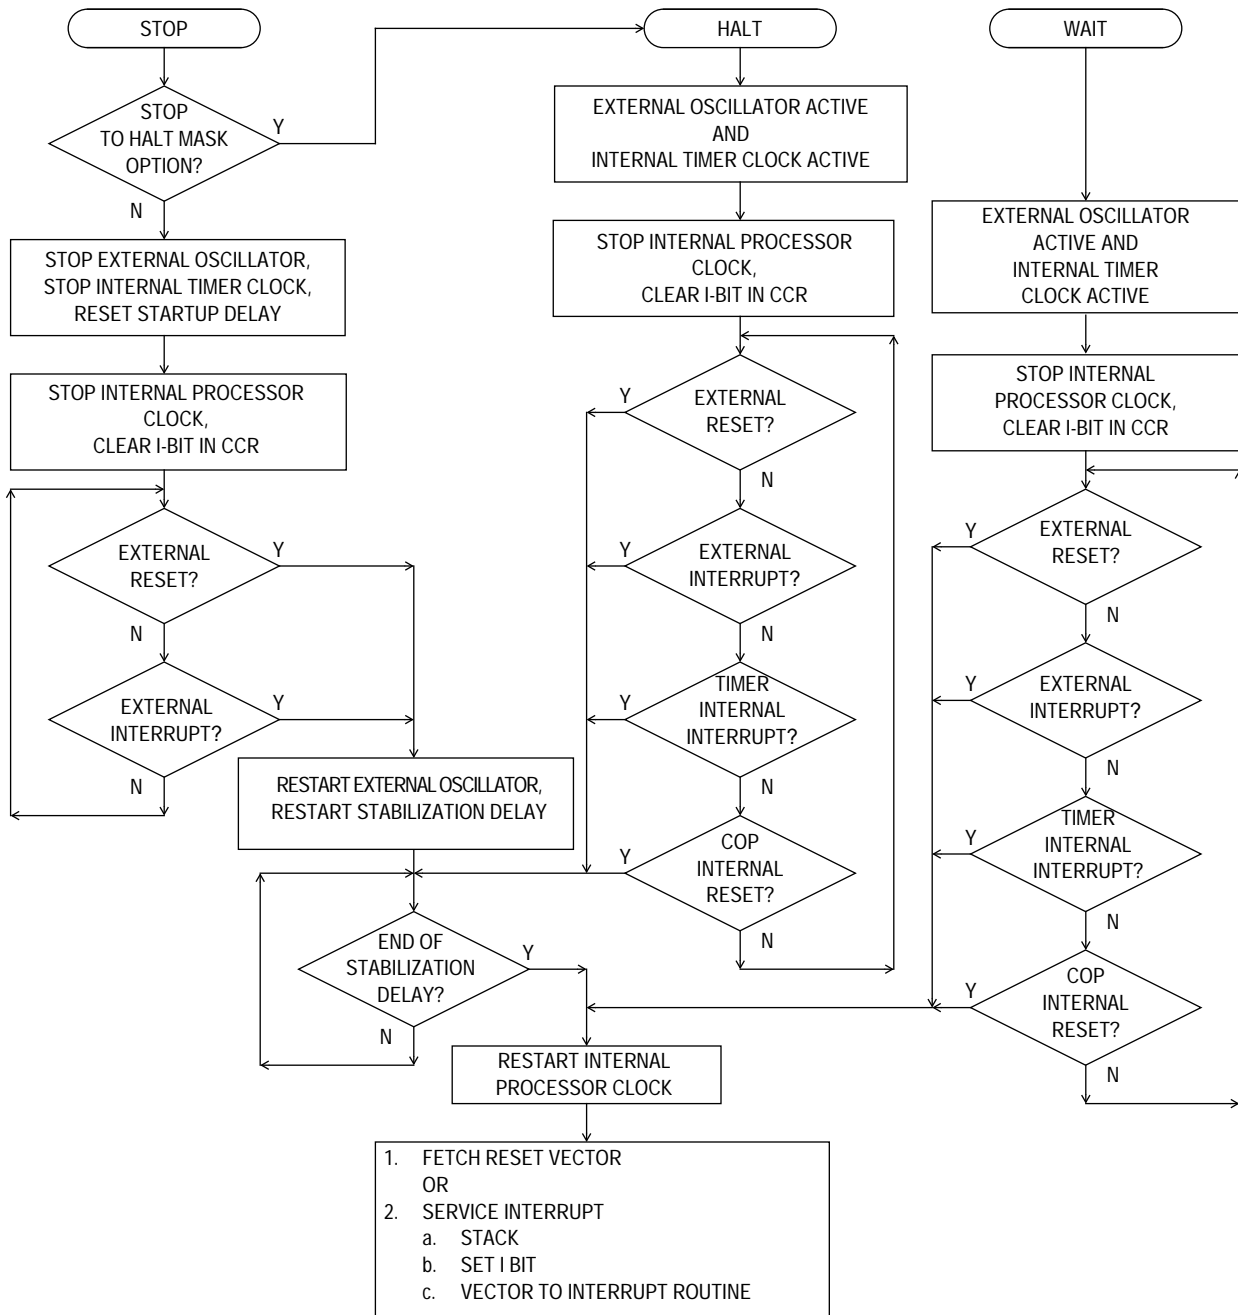 STOP
HALT
WAIT
STOP
TO HALT MASK
OPTION?
Y
N
STOP EXTERNAL OSCILLATOR,
STOP INTERNAL TIMER CLOCK,
RESET STARTUP DELAY
STOP INTERNAL PROCESSOR
CLOCK,
CLEAR I-BIT IN CCR
EXTERNAL
RESET?
Y
N
EXTERNAL
INTERRUPT?
Y
N
RESTART EXTERNAL OSCILLATOR,
RESTART STABILIZATION DELAY
END OF
STABILIZATION
DELAY?
Y
N
EXTERNAL OSCILLATOR ACTIVE
AND
INTERNAL TIMER CLOCK ACTIVE
STOP INTERNAL PROCESSOR
CLOCK,
CLEAR I-BIT IN CCR
Y
EXTERNAL
RESET?
N
Y
EXTERNAL
INTERRUPT?
N
Y
TIMER
INTERNAL
INTERRUPT?
N
Y
COP
INTERNAL
RESET?
N
EXTERNAL OSCILLATOR
ACTIVE AND
INTERNAL TIMER
CLOCK ACTIVE
STOP INTERNAL
PROCESSOR CLOCK,
CLEAR I-BIT IN CCR
Y
EXTERNAL
RESET?
N
Y
EXTERNAL
INTERRUPT?
N
Y
TIMER
INTERNAL
INTERRUPT?
N
Y
COP
INTERNAL
RESET?
N
RESTART INTERNAL
PROCESSOR CLOCK
1. FETCH RESET VECTOR
OR
2. SERVICE INTERRUPT
a. STACK
b. SET I BIT
c. VECTOR TO INTERRUPT ROUTINE